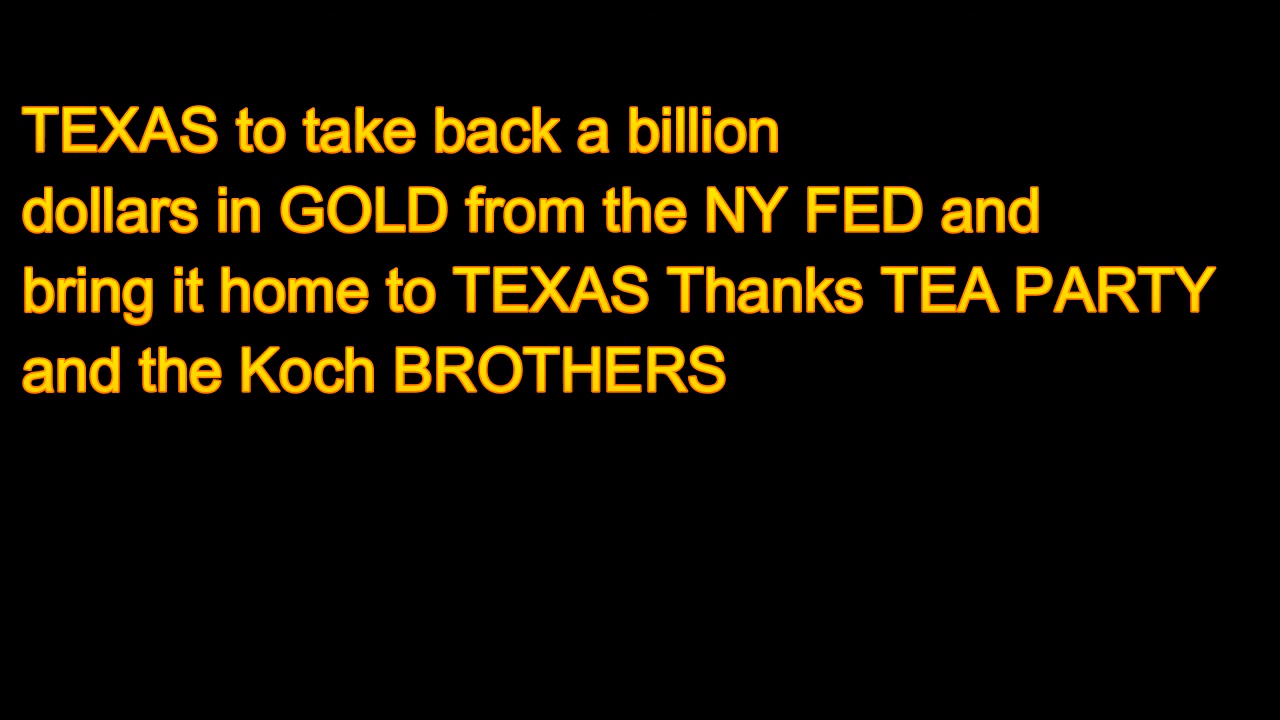 TEXAS to take back a billion
dollars in GOLD from the NY FED and
bring it home to TEXAS Thanks TEA PARTY
and the Koch BROTHERS